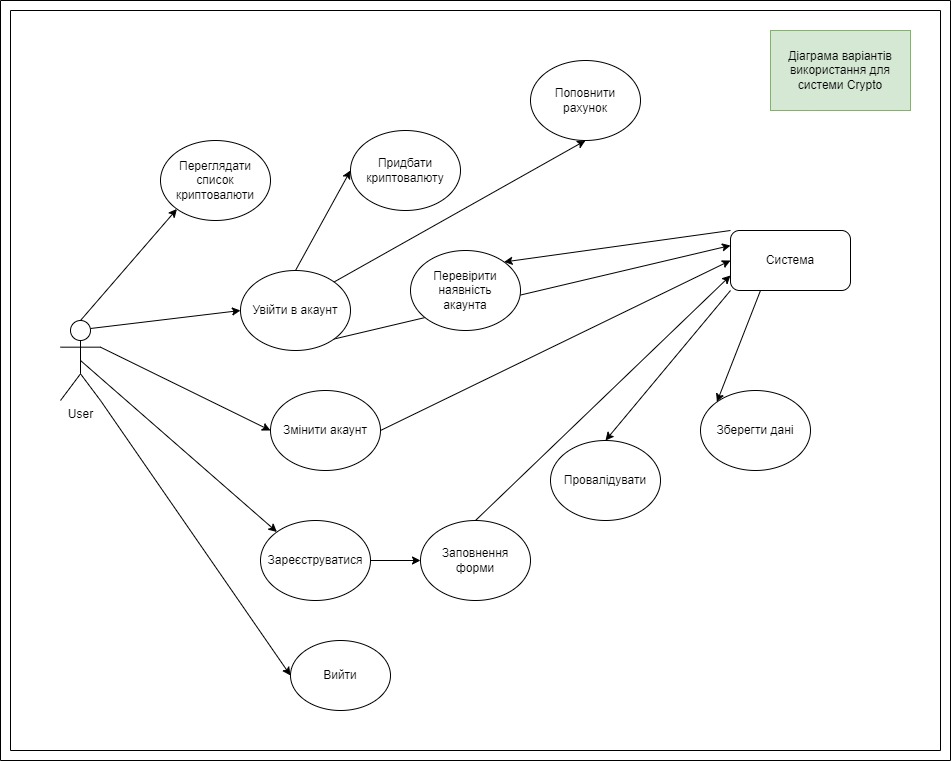 Діаграма варіантів
використання для
системи Crypto
Поповнити
рахунок
Придбати
криптовалюту
Переглядати
список
криптовалюти
Система
Перевірити
наявність
акаунта
Увійти в акаунт
User
Змінити акаунт
Зберегти дані
Провалідувати
Зареєструватися
Заповнення
форми
Вийти